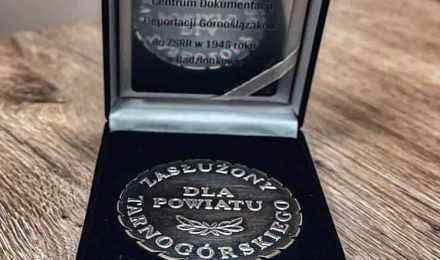 Centrum Dokumentacji
Deportacji Górnoślązaków
do ZSRR w 1945 roku
w Radzionkowie
ZASŁUŻONY
DLA
POWIATU
TARNOGÓRSKIEGO